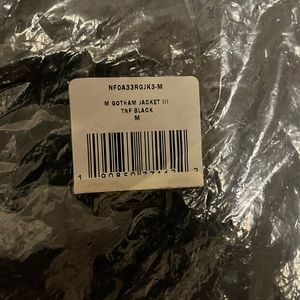 NF0A33RGJK3-M
M GOTHAM JACKET III
TNF BLACK
M